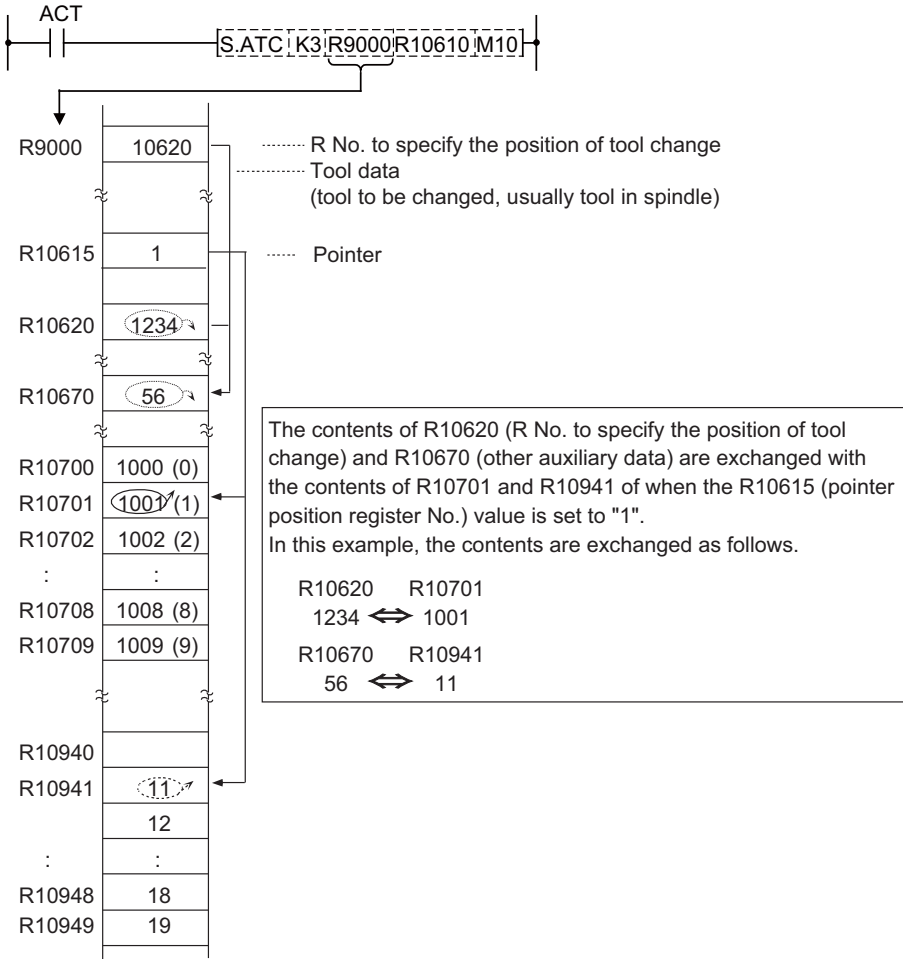 ACT
S.ATC K3 R9000 R10610 M10
R9000 10620 R No. to specify the position of tool change
Tool data
(tool to be changed, usually tool in spindle)
R10615 1 Pointer
R10620 1234
R10670 56
The contents of R10620 (R No. to specify the position of tool
change) and R10670 (other auxiliary data) are exchanged with
the contents of R10701 and R10941 of when the R10615 (pointer
position register No.) value is set to "1".
In this example, the contents are exchanged as follows.
R10620 R10701
1234 ⇔ 1001
R10670 R10941
56 ⇔ 11
R10700 1000 (0)
R10701 1001 (1)
R10702 1002 (2)
: :
R10708 1008 (8)
R10709 1009 (9)
R10940
R10941 11
12
: :
R10948 18
R10949 19